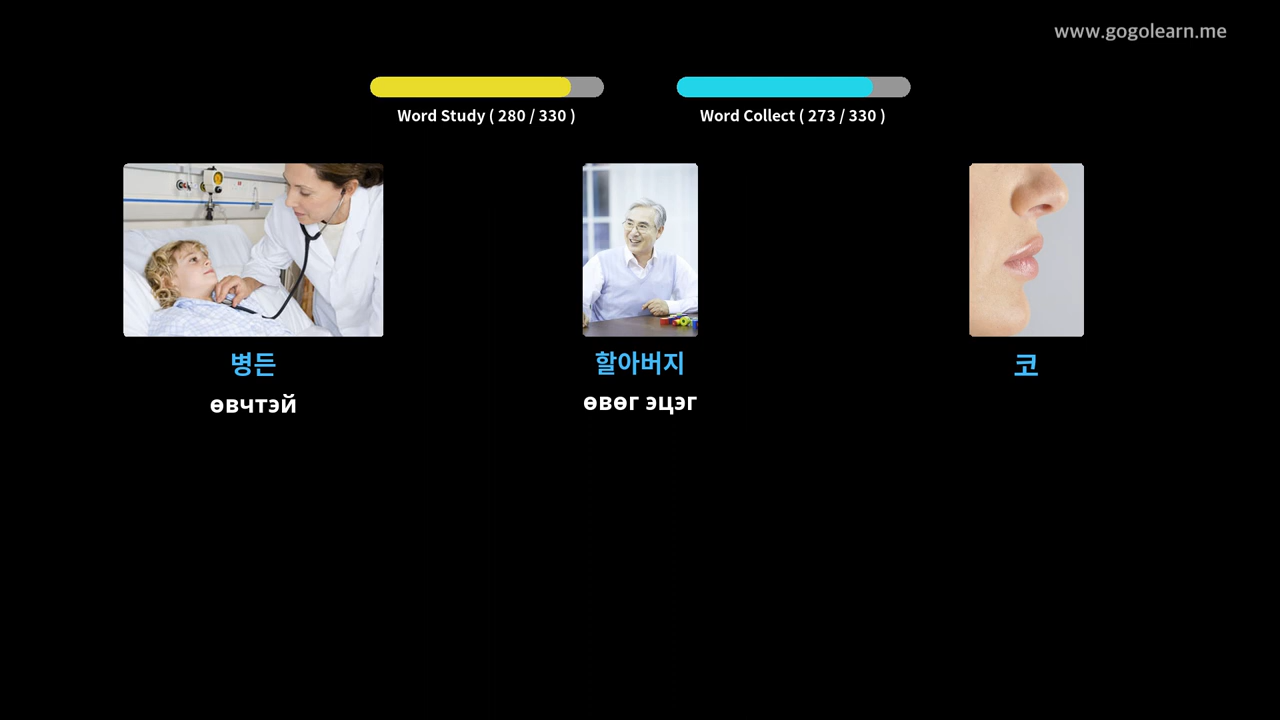 www.gogolearn.me
Word Study ( 280 / 330 )
Word Collect ( 273 / 330 )
병든
өвчтэй
할아버지
өвөг эцэг
코